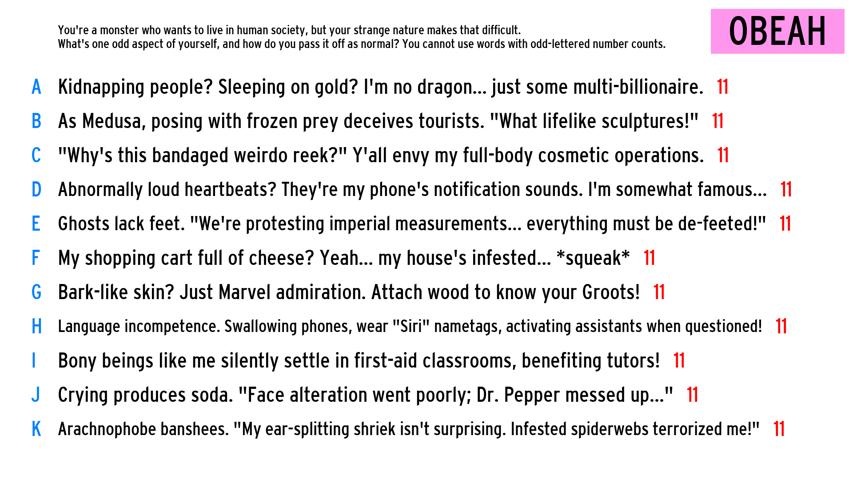 You're a monster who wants to live in human society, but your strange nature makes that difficult.
What's one odd aspect of yourself, and how do you pass it off as normal? You cannot use words with odd-lettered number counts.
OBEAH
A Kidnapping people? Sleeping on gold? I'm no dragon... just some multi-billionaire. 11
B As Medusa, posing with frozen prey deceives tourists. "What lifelike sculptures!" 11
C "Why's this bandaged weirdo reek?" Y'all envy my full-body cosmetic operations. 11
D Abnormally loud heartbeats? They're my phone's notification sounds. I'm somewhat famous... 11
E Ghosts lack feet. "We're protesting imperial measurements... everything must be de-feeted!" 11
F My shopping cart full of cheese? Yeah... my house's infested... *squeak* 11
G Bark-like skin? Just Marvel admiration. Attach wood to know your Groots! 11
H Language incompetence. Swallowing phones, wear "Siri" nametags, activating assistants when questioned! 11
I Bony beings like me silently settle in first-aid classrooms, benefiting tutors! 11
J Crying produces soda. "Face alteration went poorly; Dr. Pepper messed up..." 11
K Arachnophobe banshees. "My ear-splitting shriek isn't surprising. Infested spiderwebs terrorized me!" 11